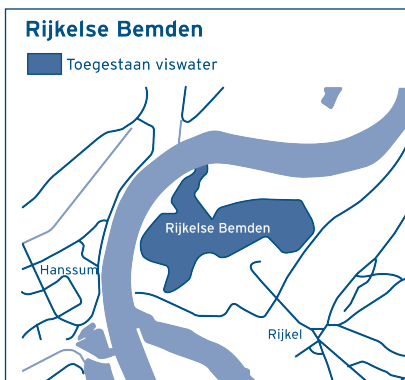 Rijkelse Bemden
Toegestaan viswater
Rijkelse Bemden
Hanssum
Rijkel